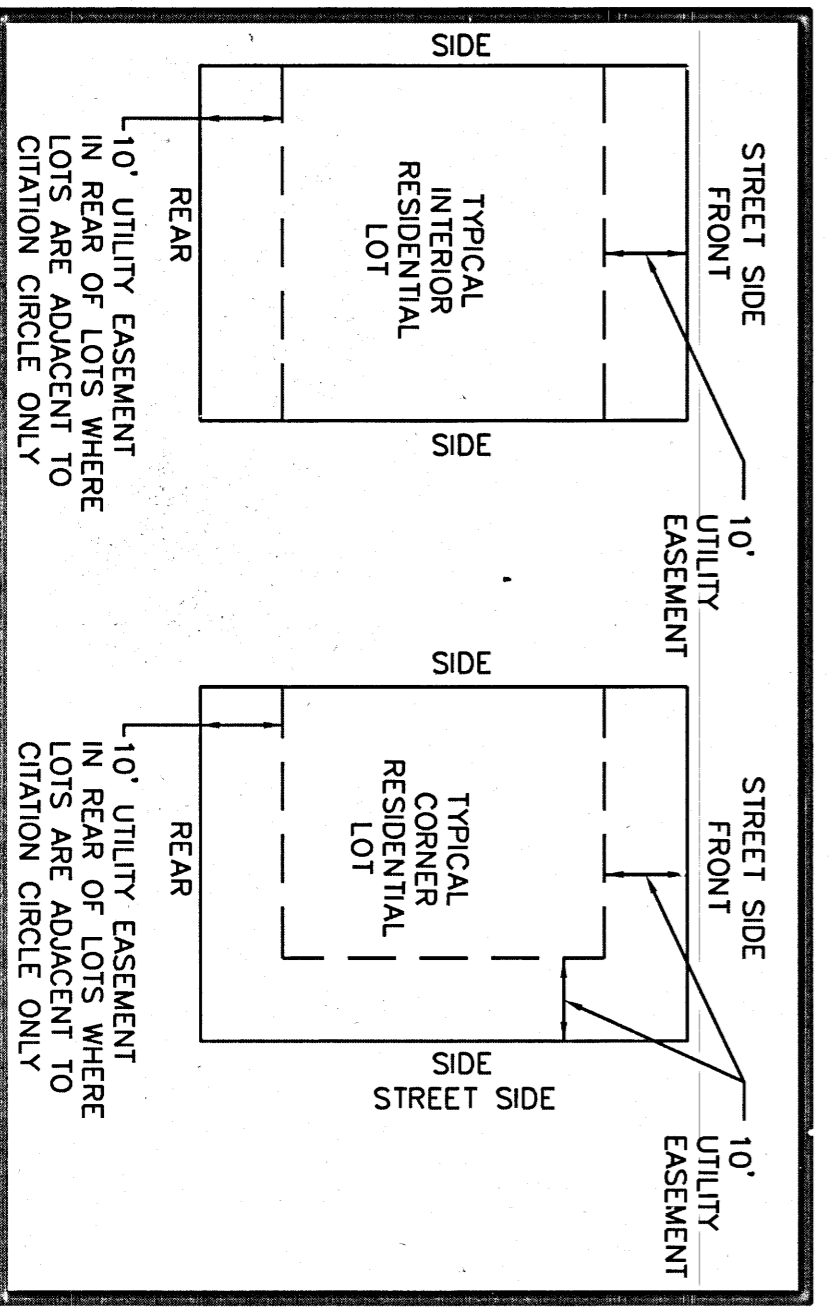 STREET SIDE
FRONT
SIDE
TYPICAL
INTERIOR
RESIDENTIAL
LOT
SIDE
REAR
10'
UTILITY
EASEMENT
10' UTILITY EASEMENT
IN REAR OF LOTS WHERE
LOTS ARE ADJACENT TO
CITATION CIRCLE ONLY
STREET SIDE
FRONT
SIDE
TYPICAL
CORNER
RESIDENTIAL
LOT
SIDE
STREET SIDE
REAR
10'
UTILITY
EASEMENT
10' UTILITY EASEMENT
IN REAR OF LOTS WHERE
LOTS ARE ADJACENT TO
CITATION CIRCLE ONLY